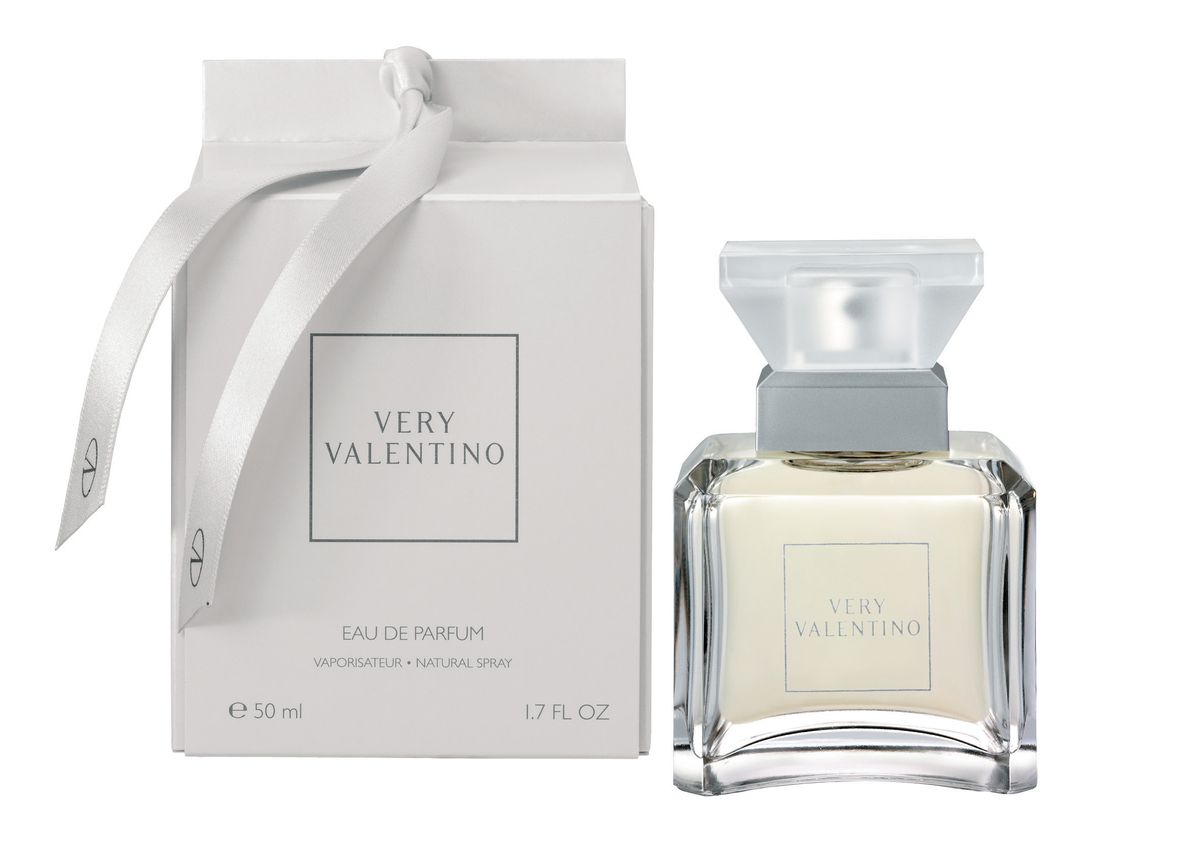 VERY
VALENTINO
EAU DE PARFUM
VAPORISATEUR • NATURAL SPRAY
℮ 50 ml
1.7 FL OZ
VERY
VALENTINO